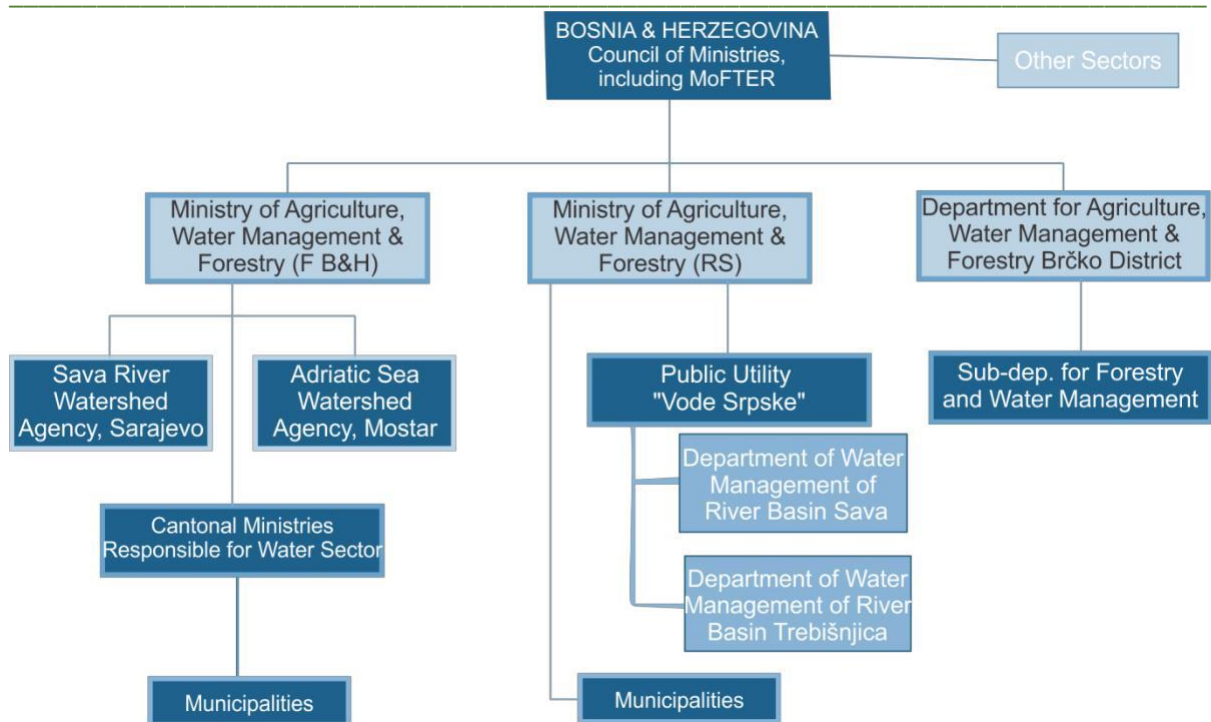 BOSNIA & HERZEGOVINA
Council of Ministries,
including MoFTER
Other Sectors
Ministry of Agriculture,
Water Management &
Forestry (F B&H)
Ministry of Agriculture,
Water Management &
Forestry (RS)
Department for Agriculture,
Water Management &
Forestry Brčko District
Sava River
Watershed
Agency, Sarajevo
Adriatic Sea
Watershed
Agency, Mostar
Public Utility
"Vode Srpske"
Sub-dep. for Forestry
and Water Management
Department of Water
Management of
River Basin Sava
Cantonal Ministries
Responsible for Water Sector
Department of Water
Management of River
Basin Trebišnjica
Municipalities
Municipalities